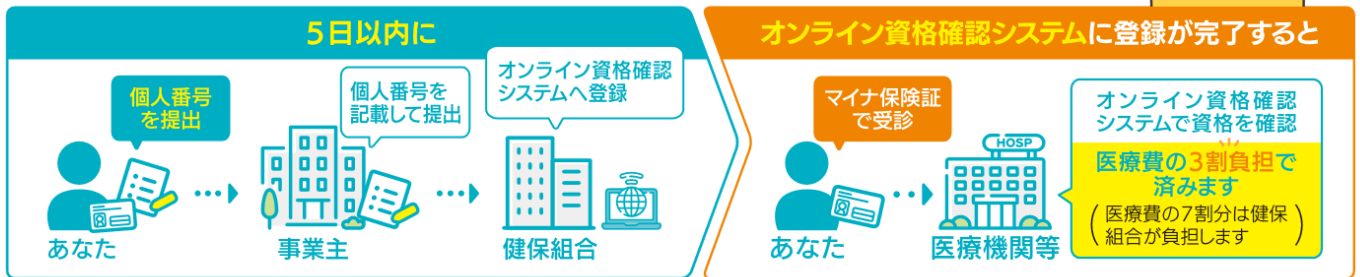 5日以内に
個人番号
を提出
あなた
個人番号を
記載して提出
事業主
オンライン資格確認
システムへ登録
健保組合
オンライン資格確認システムに登録が完了すると
マイナ保険証
で受診
あなた
HOSP
医療機関等
オンライン資格確認
システムで資格を確認
医療費の3割負担で
済みます
(医療費の7割分は健保
組合が負担します)